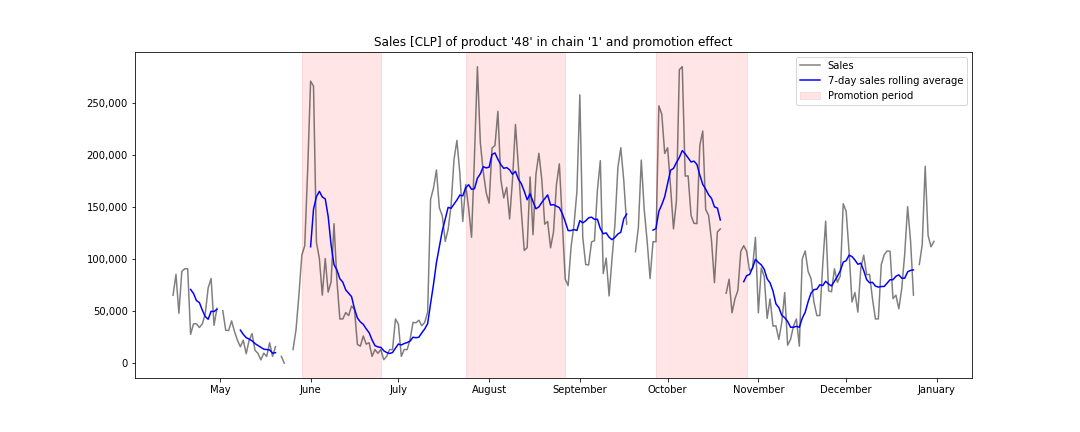 Sales [CLP] of product '48' in chain '1' and promotion effect
Sales
7-day sales rolling average
Promotion period
250,000
200,000
150,000
100,000
50,000
0
May June July August September October November December January